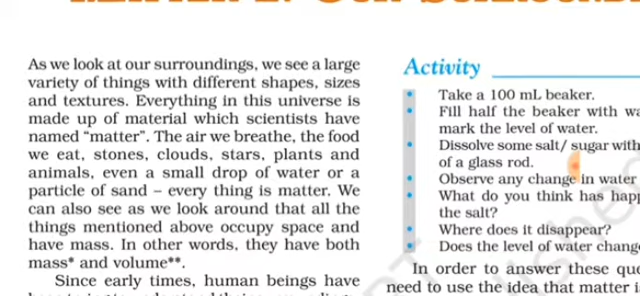 As we look at our surroundings, we see a large
variety of things with different shapes, sizes
and textures. Everything in this universe is
made up of material which scientists have
named “matter”. The air we breathe, the food
we eat, stones, clouds, stars, plants and
animals, even a small drop of water or a
particle of sand – every thing is matter. We
can also see as we look around that all the
things mentioned above occupy space and
have mass. In other words, they have both
mass* and volume**.
Since early times, human beings have
Activity
Take a 100 mL beaker.
Fill half the beaker with
mark the level of water.
Dissolve some salt/ sugar with
of a glass rod.
Observe any change in water
What do you think has
the salt?
Where does it disappear?
Does the level of water
In order to answer these
need to use the idea that matter